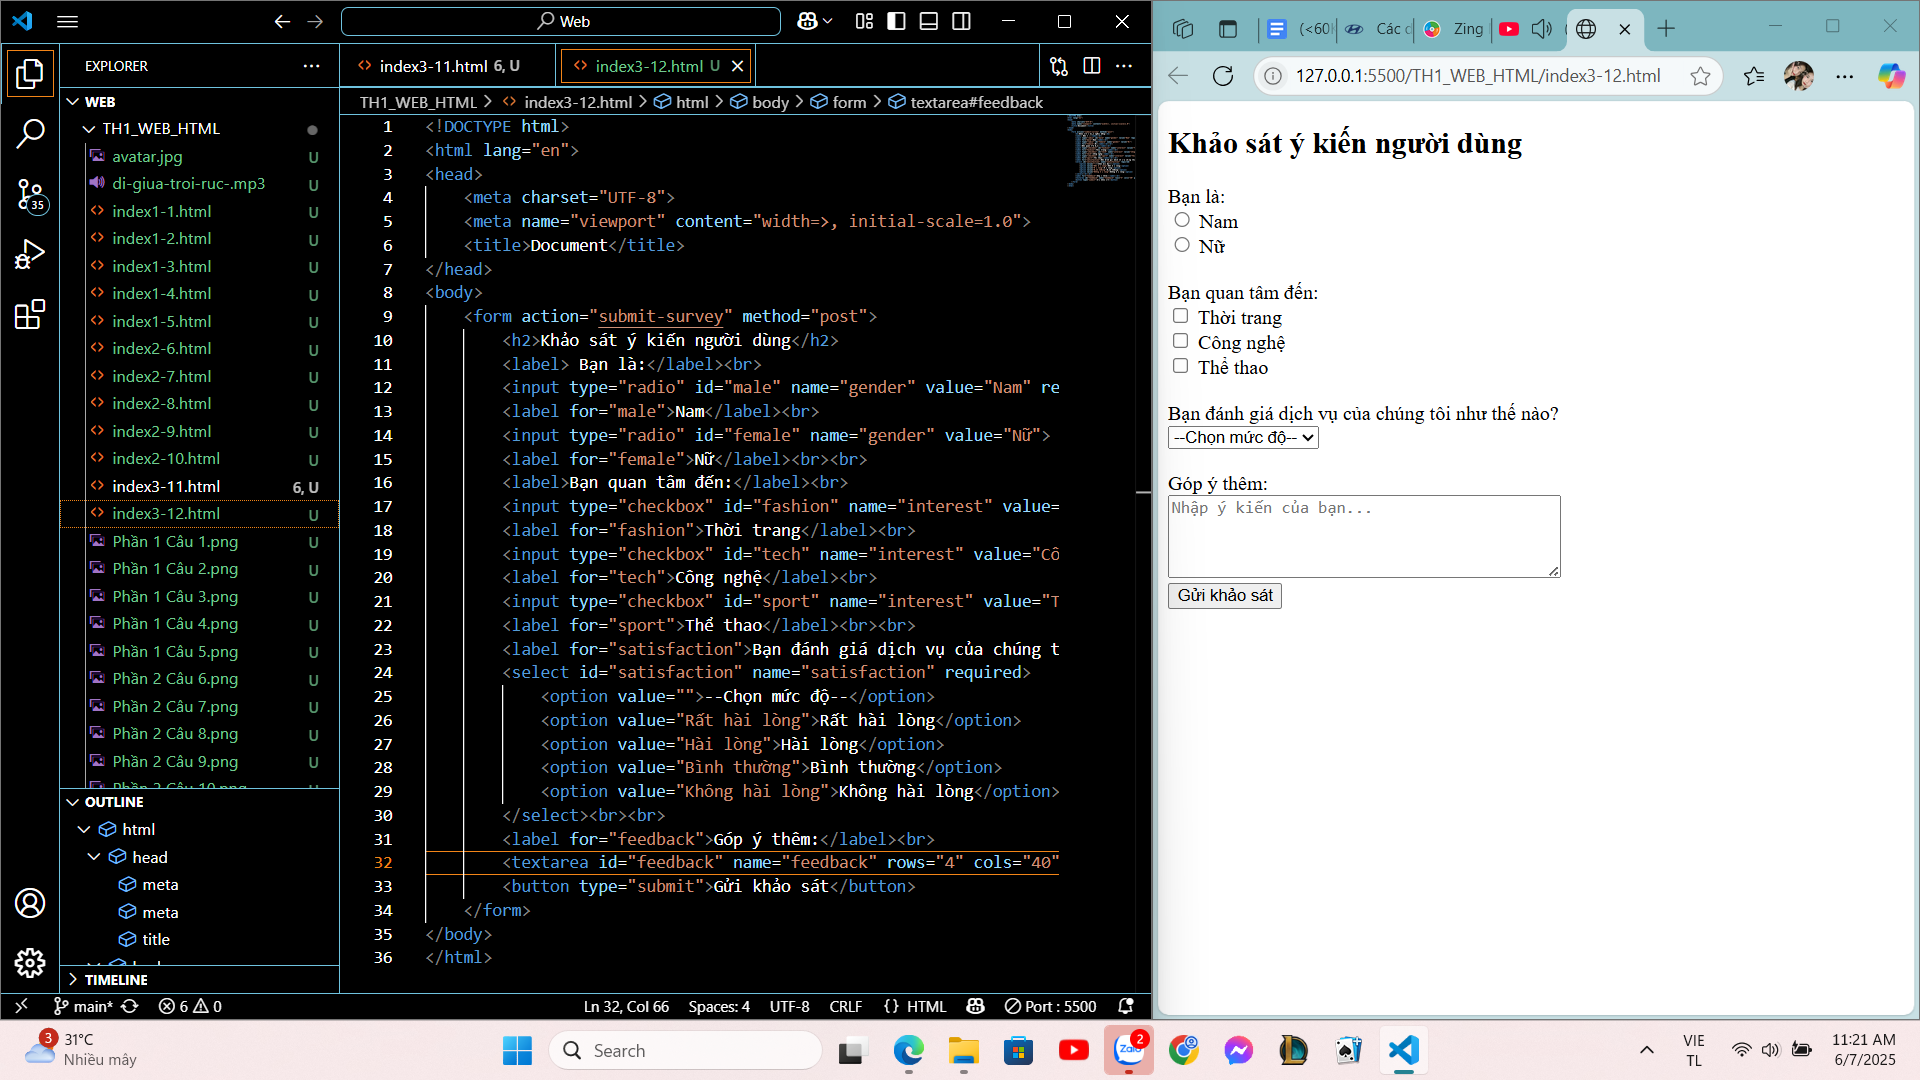 Web
EXPLORER
WEB
TH1_WEB_HTML
avatar.jpg U
di-giua-troi-ruc-.mp3 U
index1-1.html U
index1-2.html U
index1-3.html U
index1-4.html U
index1-5.html U
index2-6.html U
index2-7.html U
index2-8.html U
index2-9.html U
index2-10.html U
index3-11.html 6, U
index3-12.html U
Phần 1 Câu 1.png U
Phần 1 Câu 2.png U
Phần 1 Câu 3.png U
Phần 1 Câu 4.png U
Phần 1 Câu 5.png U
Phần 2 Câu 6.png U
Phần 2 Câu 7.png U
Phần 2 Câu 8.png U
Phần 2 Câu 9.png U
Phần 2 Câu 10.png
OUTLINE
html
head
meta
meta
title
TIMELINE
35
index3-11.html 6, U
index3-12.html U
TH1_WEB_HTML > index3-12.html > html > body > form > textarea#feedback
1 <!DOCTYPE html>
2 <html lang="en">
3 <head>
4 <meta charset="UTF-8">
5 <meta name="viewport" content="width=>, initial-scale=1.0">
6 <title>Document</title>
7 </head>
8 <body>
9 <form action="submit-survey" method="post">
10 <h2>Khảo sát ý kiến người dùng</h2>
11 <label> Bạn là:</label><br>
12 <input type="radio" id="male" name="gender" value="Nam" re
13 <label for="male">Nam</label><br>
14 <input type="radio" id="female" name="gender" value="Nữ">
15 <label for="female">Nữ</label><br><br>
16 <label>Bạn quan tâm đến:</label><br>
17 <input type="checkbox" id="fashion" name="interest" value=
18 <label for="fashion">Thời trang</label><br>
19 <input type="checkbox" id="tech" name="interest" value="Cô
20 <label for="tech">Công nghệ</label><br>
21 <input type="checkbox" id="sport" name="interest" value="T
22 <label for="sport">Thể thao</label><br><br>
23 <label for="satisfaction">Bạn đánh giá dịch vụ của chúng t
24 <select id="satisfaction" name="satisfaction" required>
25 <option value="">--Chọn mức độ--</option>
26 <option value="Rất hài lòng">Rất hài lòng</option>
27 <option value="Hài lòng">Hài lòng</option>
28 <option value="Bình thường">Bình thường</option>
29 <option value="Không hài lòng">Không hài lòng</option>
30 </select><br><br>
31 <label for="feedback">Góp ý thêm:</label><br>
32 <textarea id="feedback" name="feedback" rows="4" cols="40"
33 <button type="submit">Gửi khảo sát</button>
34 </form>
35 </body>
36 </html>
main* 6 0 Ln 32, Col 66 Spaces: 4 UTF-8 CRLF {} HTML Port : 5500
(<60k Các d Zing
127.0.0.1:5500/TH1_WEB_HTML/index3-12.html
Khảo sát ý kiến người dùng
Bạn là:
Nam
Nữ
Bạn quan tâm đến:
Thời trang
Công nghệ
Thể thao
Bạn đánh giá dịch vụ của chúng tôi như thế nào?
--Chọn mức độ--
Góp ý thêm:
Nhập ý kiến của bạn...
Gửi khảo sát
3
31°C
Nhiều mây
Search
Zalo
2
VIE
TL
11:21 AM
6/7/2025